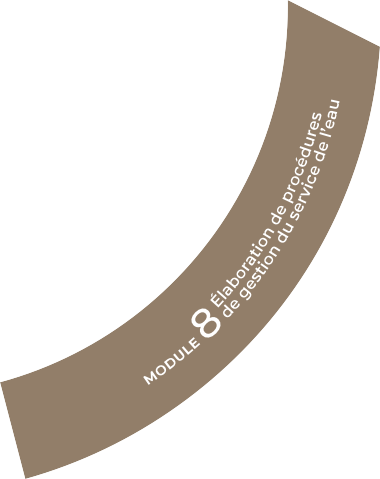 MODULE 8
Élaboration de procédures
de gestion du service de l'eau